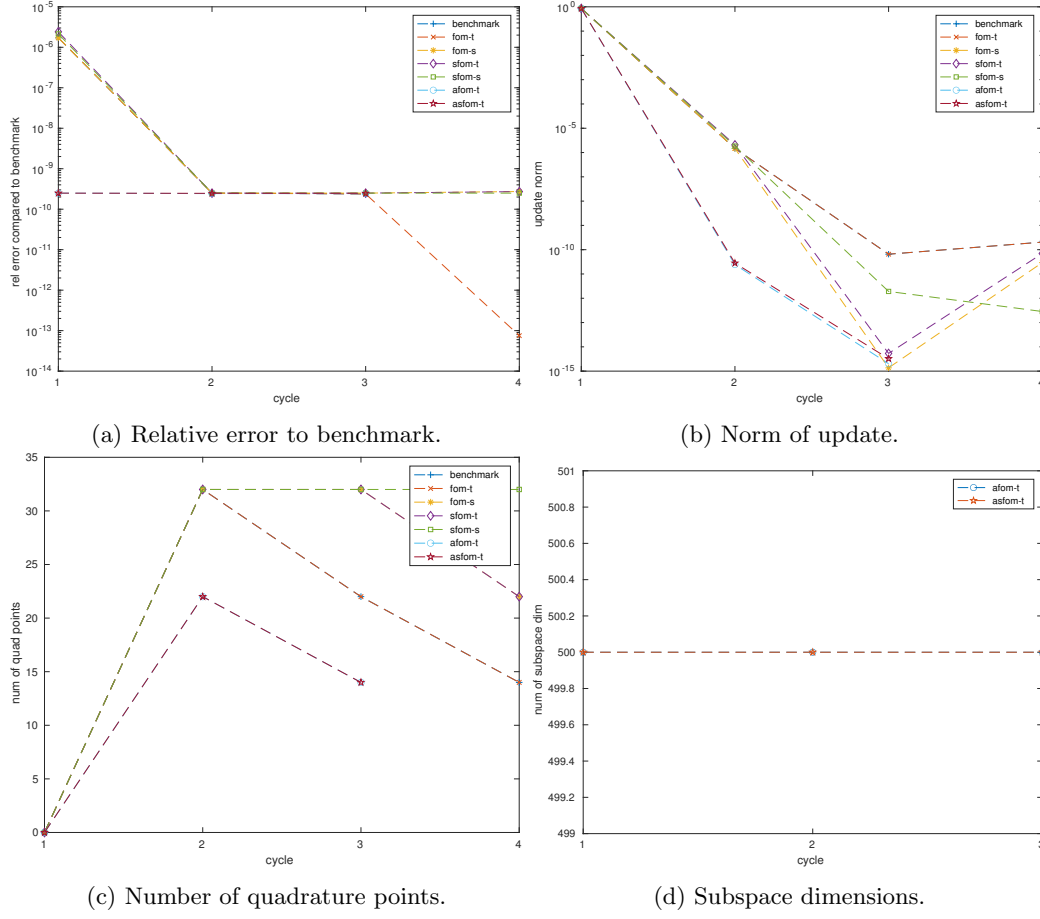 rel error compared to benchmark
10^-5
10^-6
10^-7
10^-8
10^-9
10^-10
10^-11
10^-12
10^-13
10^-14
1
2
3
4
cycle
benchmark
fom-t
fom-s
sfom-t
sfom-s
afom-t
asfom-t
(a) Relative error to benchmark.
update norm
10^0
10^-5
10^-10
10^-15
1
2
3
4
cycle
benchmark
fom-t
fom-s
sfom-t
sfom-s
afom-t
asfom-t
(b) Norm of update.
num of quad points
35
30
25
20
15
10
5
0
1
2
3
4
cycle
benchmark
fom-t
fom-s
sfom-t
sfom-s
afom-t
asfom-t
(c) Number of quadrature points.
num of subspace dim
501
500.8
500.6
500.4
500.2
500
499.8
499.6
499.4
499.2
499
1
2
3
cycle
afom-t
asfom-t
(d) Subspace dimensions.